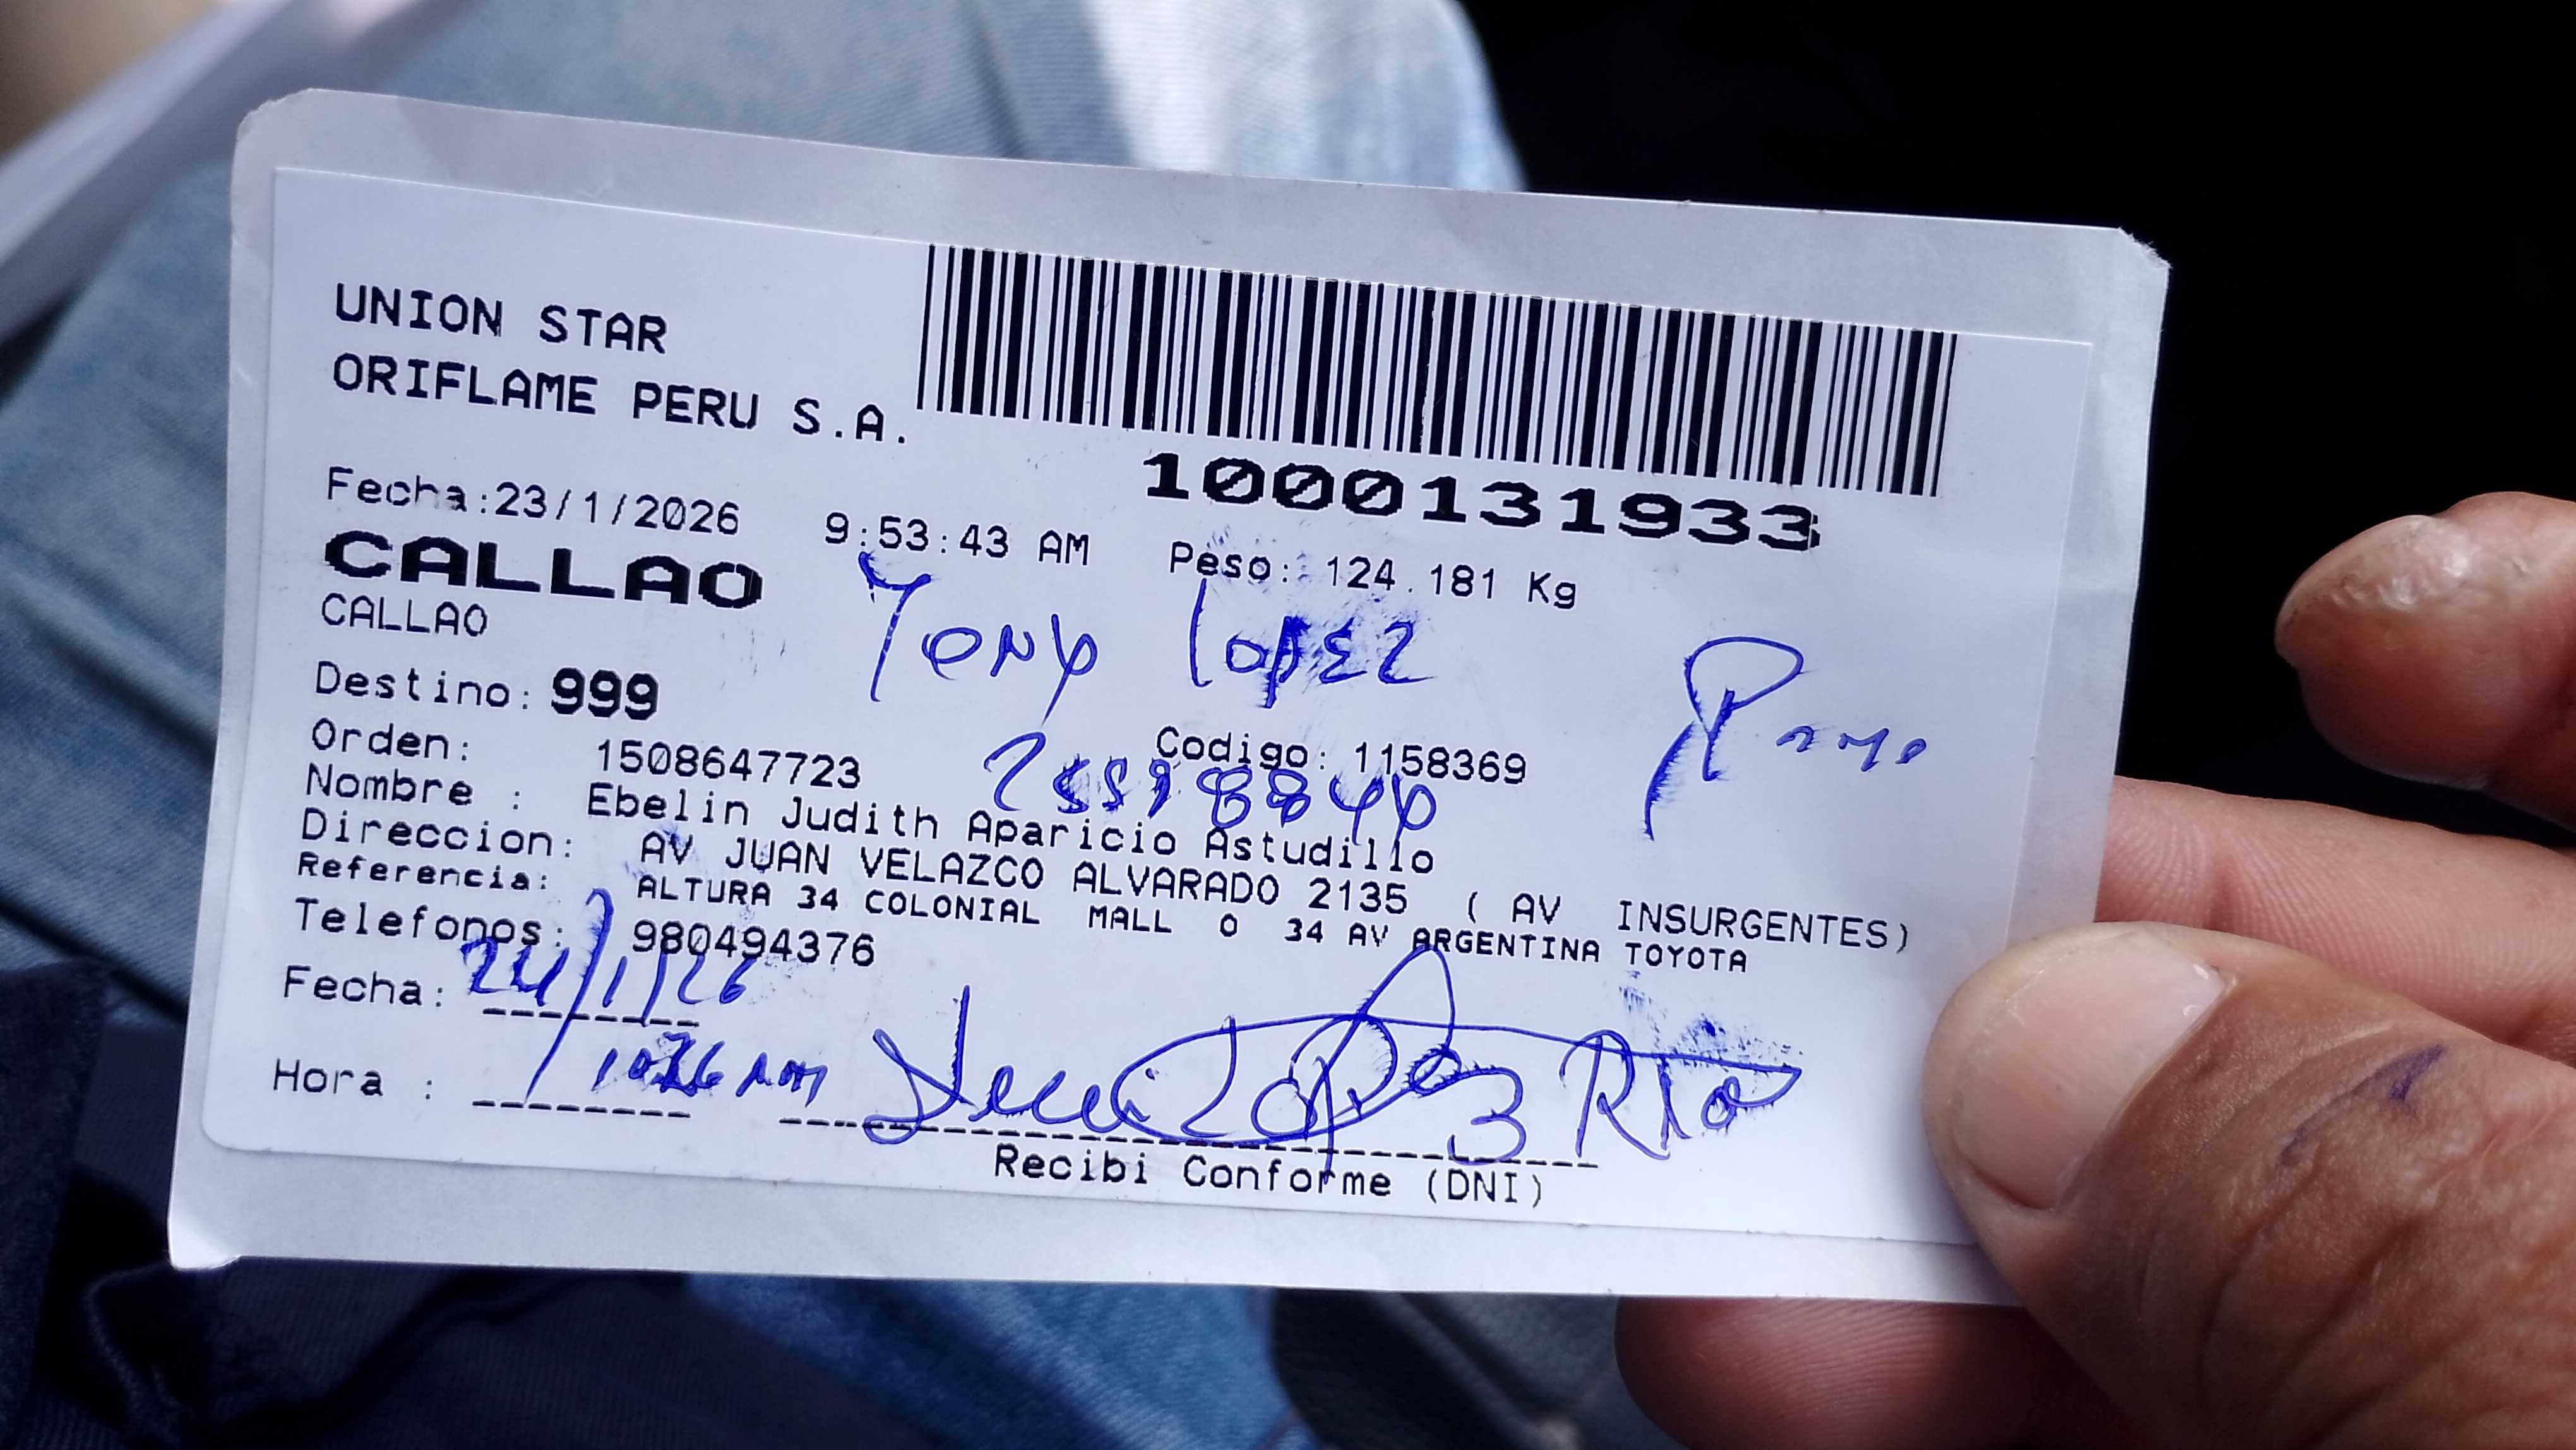 UNION STAR
ORIFLAME PERU S.A.
1000131933
Fecha:23/1/2026 9:53:43 AM Peso: 124.181 Kg
CALLAO
CALLAO
Tony Lopez
Destino: 999
Orden: 1508647723 Codigo: 1158369
Nombre : Ebelin Judith Aparicio Astudillo
Direccion: AV JUAN VELAZCO ALVARADO 2135 ( AV INSURGENTES)
Referencia: ALTURA 34 COLONIAL MALL O 34 AV ARGENTINA TOYOTA
Telefonos: 980494376
Fecha: 24/1/26
Hora :
Recibi Conforme (DNI)